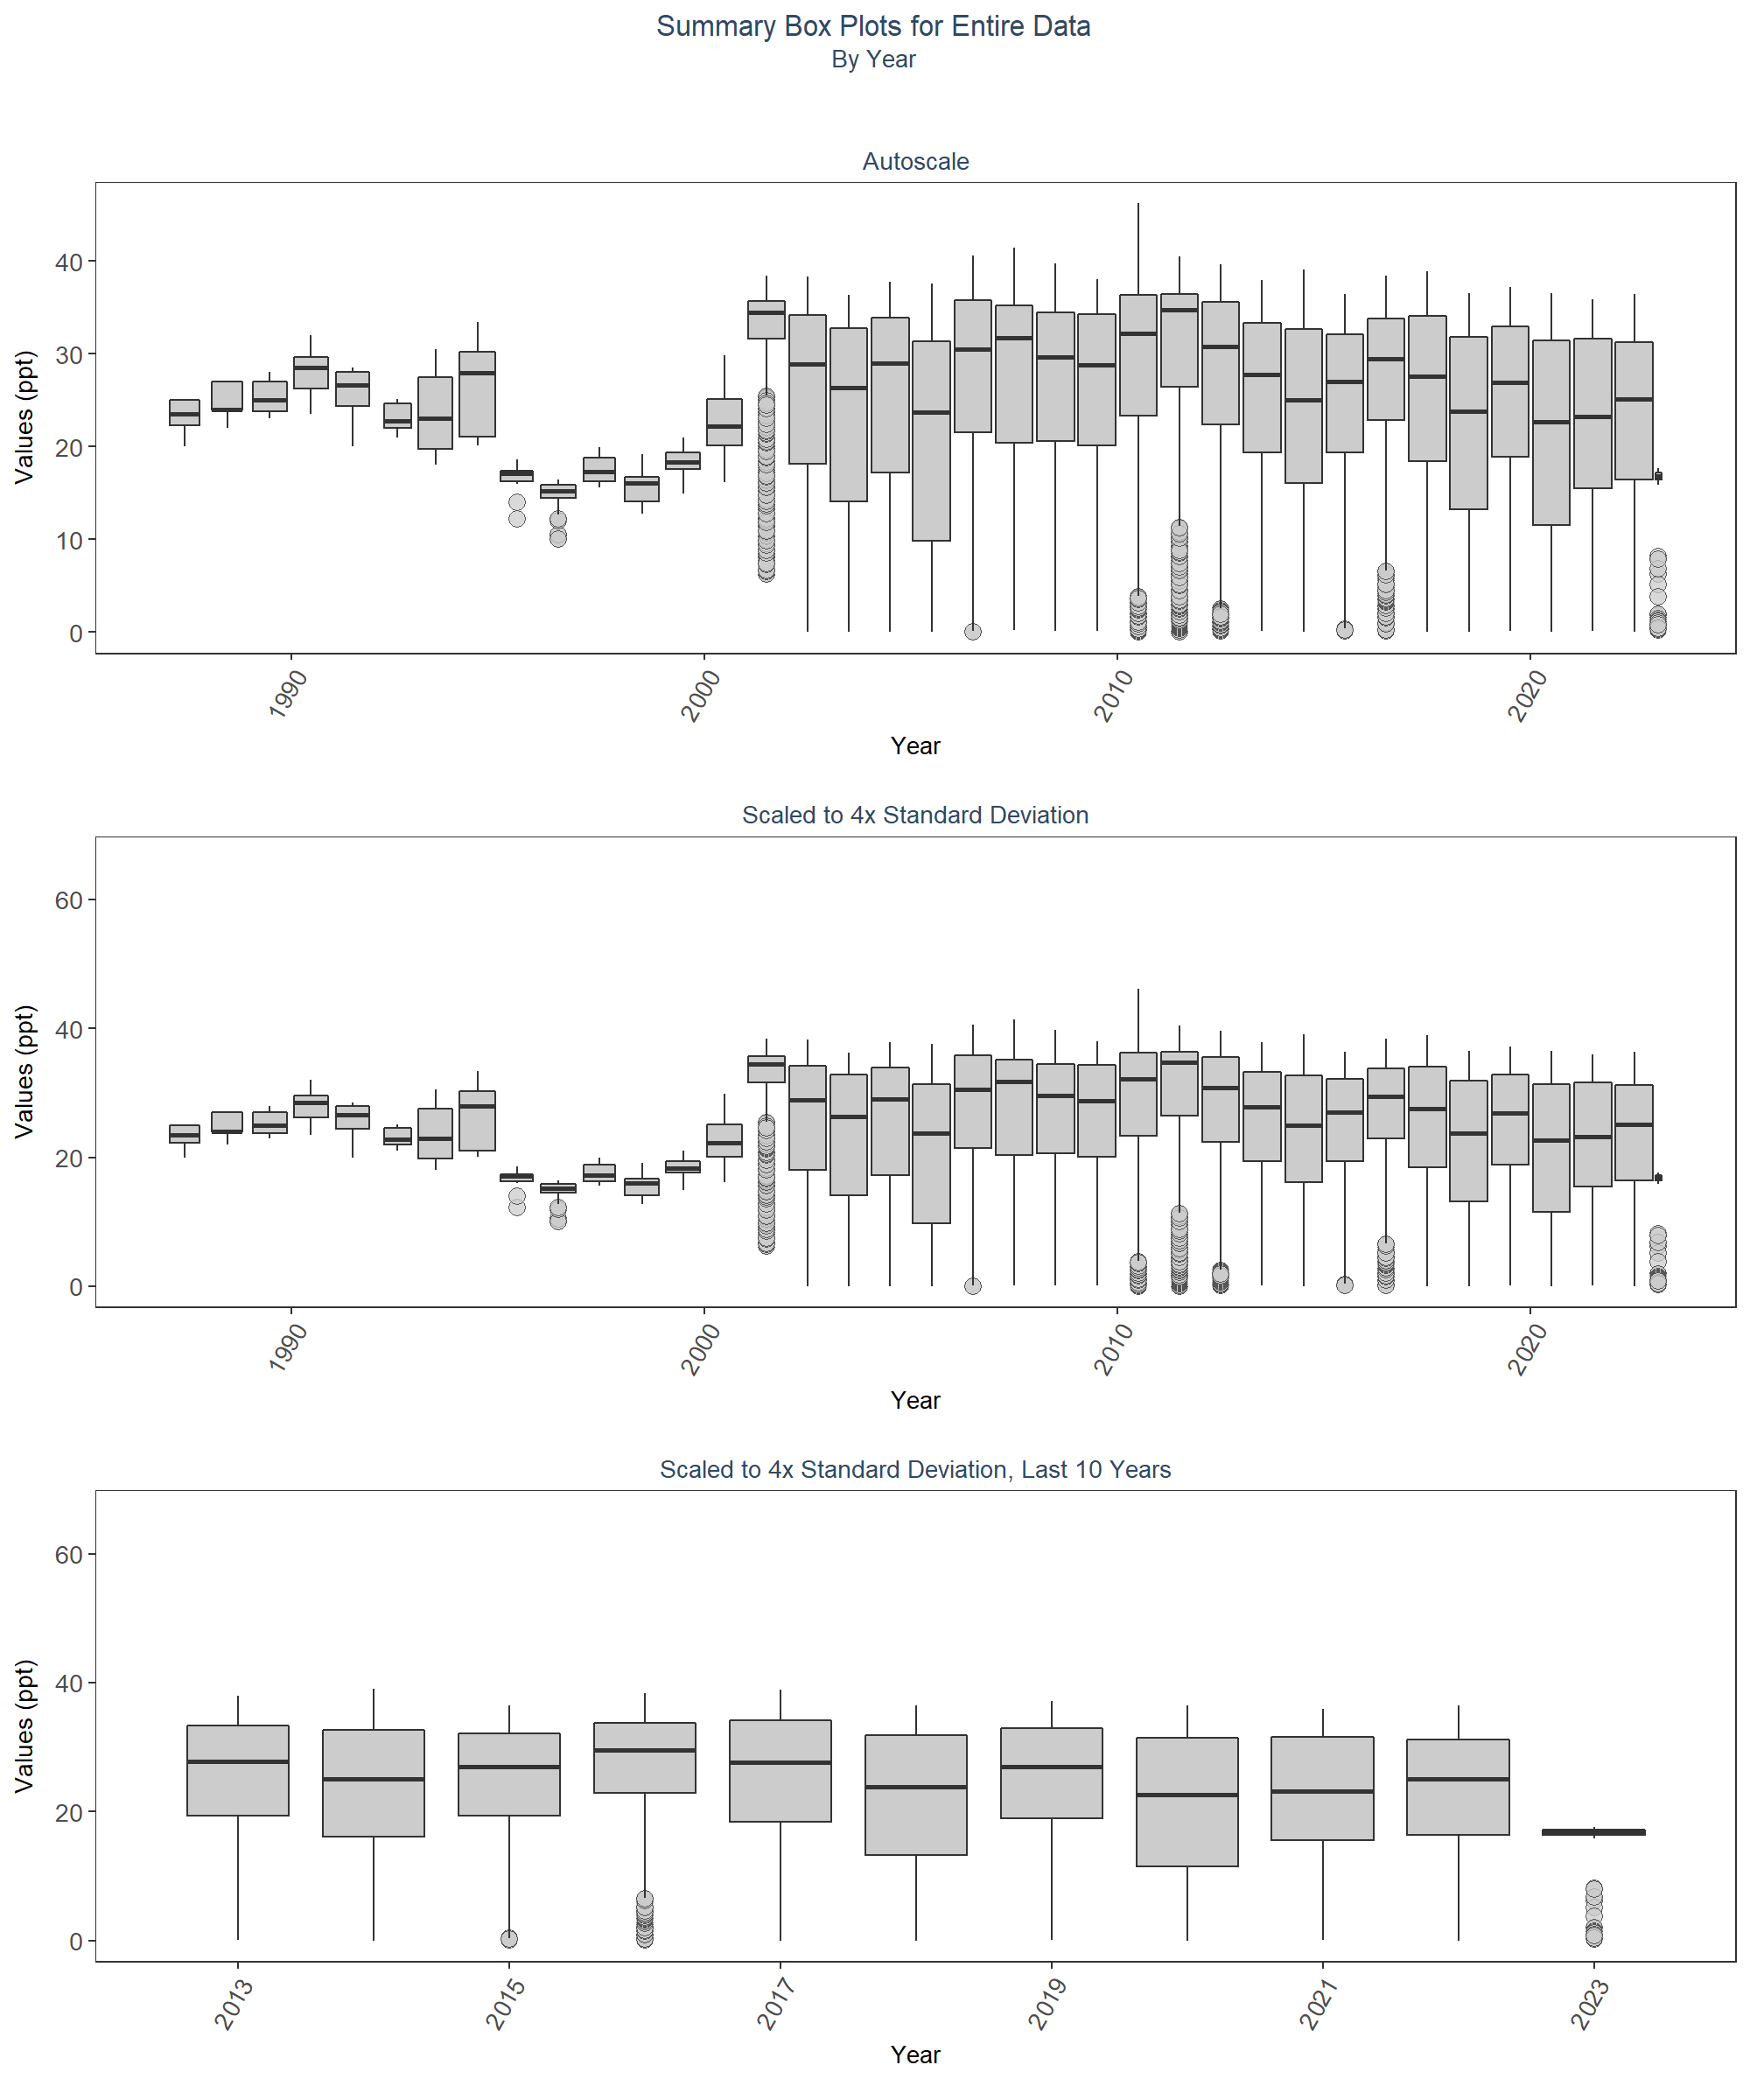 Summary Box Plots for Entire Data
By Year
Autoscale
Values (ppt)
40
30
20
10
0
1990
2000
2010
2020
Year
Scaled to 4x Standard Deviation
Values (ppt)
60
40
20
0
1990
2000
2010
2020
Year
Scaled to 4x Standard Deviation, Last 10 Years
Values (ppt)
60
40
20
0
2013
2015
2017
2019
2021
2023
Year